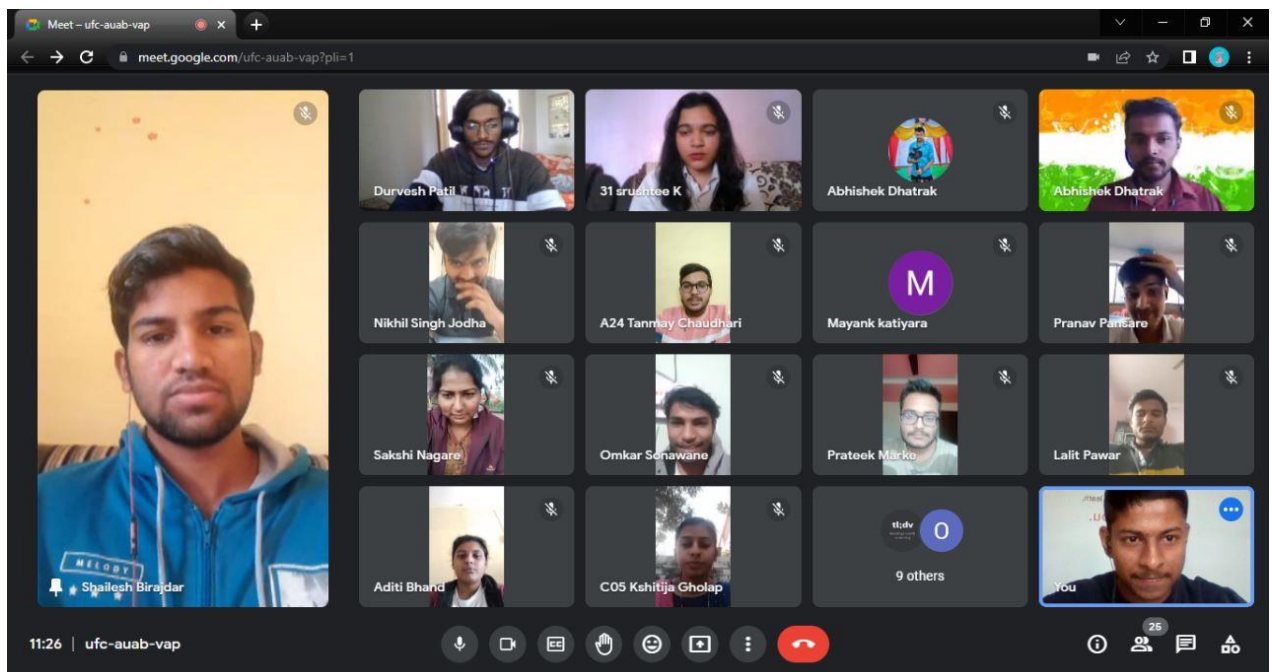 Meet – ufc-auab-vap
meet.google.com/ufc-auab-vap?pli=1
Durvesh Patil
31 srushtee K
Abhishek Dhatrak
Abhishek Dhatrak
Nikhil Singh Jodha
A24 Tanmay Chaudhari
M
Mayank katiyara
Pranav Pansare
Sakshi Nagare
Omkar Sonawane
Prateek Marke
Lalit Pawar
MELODY
Shailesh Birajdar
Aditi Bhand
C05 Kshitija Gholap
tl;dv
O
9 others
You
11:26 | ufc-auab-vap
CC
25